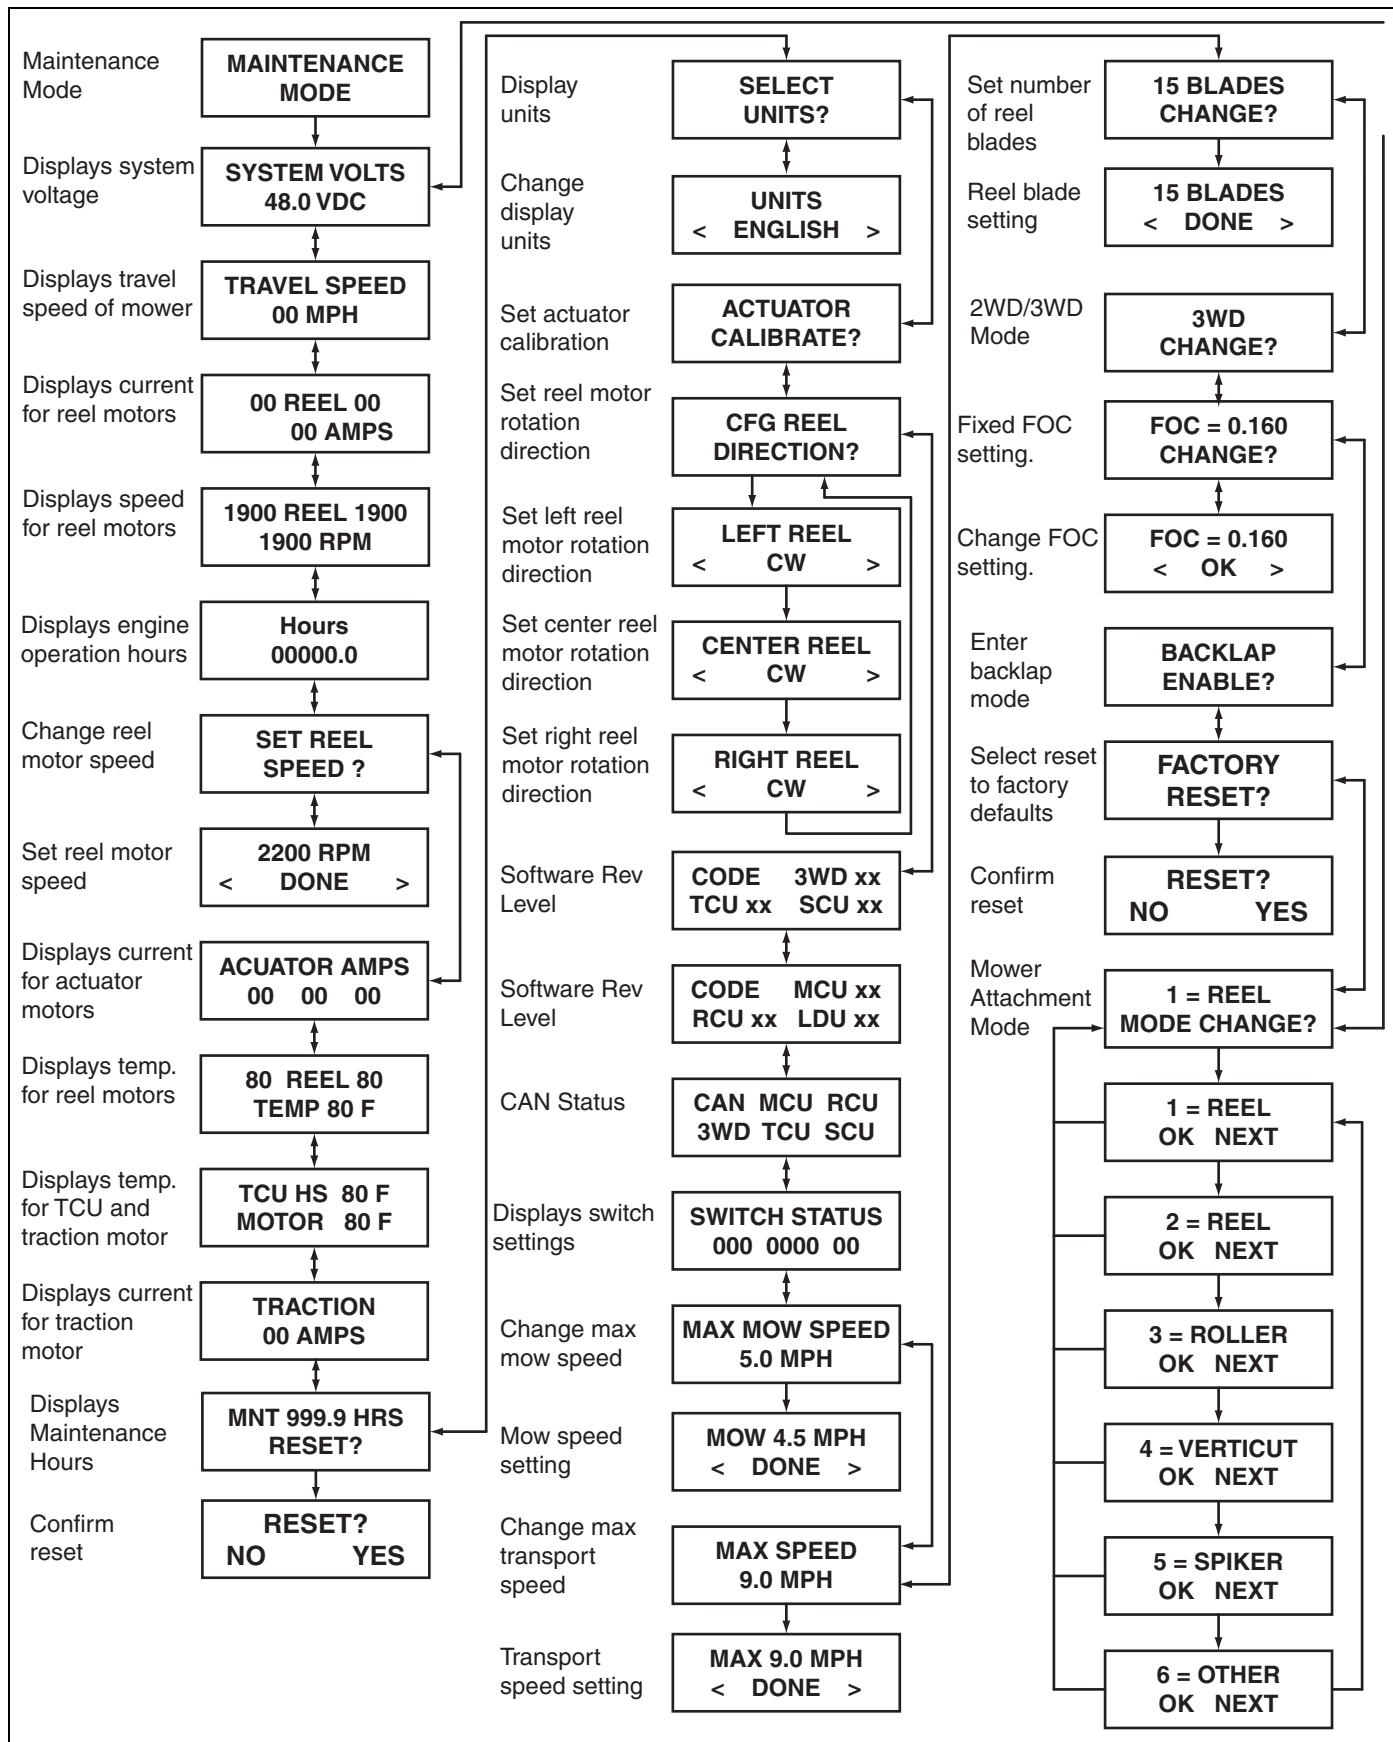 Maintenance
Mode
MAINTENANCE
MODE
Displays system
voltage
SYSTEM VOLTS
48.0 VDC
Displays travel
speed of mower
TRAVEL SPEED
00 MPH
Displays current
for reel motors
00 REEL 00
00 AMPS
Displays speed
for reel motors
1900 REEL 1900
1900 RPM
Displays engine
operation hours
Hours
00000.0
Change reel
motor speed
SET REEL
SPEED ?
Set reel motor
speed
2200 RPM
< DONE >
Displays current
for actuator
motors
ACUATOR AMPS
00 00 00
Displays temp.
for reel motors
80 REEL 80
TEMP 80 F
Displays temp.
for TCU and
traction motor
TCU HS 80 F
MOTOR 80 F
Displays current
for traction
motor
TRACTION
00 AMPS
Displays
Maintenance
Hours
MNT 999.9 HRS
RESET?
Confirm
reset
RESET?
NO YES
Display
units
SELECT
UNITS?
Change
display
units
UNITS
< ENGLISH >
Set actuator
calibration
ACTUATOR
CALIBRATE?
Set reel motor
rotation
direction
CFG REEL
DIRECTION?
Set left reel
motor rotation
direction
LEFT REEL
< CW >
Set center reel
motor rotation
direction
CENTER REEL
< CW >
Set right reel
motor rotation
direction
RIGHT REEL
< CW >
Software Rev
Level
CODE 3WD xx
TCU xx SCU xx
Software Rev
Level
CODE MCU xx
RCU xx LDU xx
CAN Status
CAN MCU RCU
3WD TCU SCU
Displays switch
settings
SWITCH STATUS
000 0000 00
Change max
mow speed
MAX MOW SPEED
5.0 MPH
Mow speed
setting
MOW 4.5 MPH
< DONE >
Change max
transport
speed
MAX SPEED
9.0 MPH
Transport
speed setting
MAX 9.0 MPH
< DONE >
Set number
of reel
blades
15 BLADES
CHANGE?
Reel blade
setting
15 BLADES
< DONE >
2WD/3WD
Mode
3WD
CHANGE?
Fixed FOC
setting.
FOC = 0.160
CHANGE?
Change FOC
setting.
FOC = 0.160
< OK >
Enter
backlap
mode
BACKLAP
ENABLE?
Select reset
to factory
defaults
FACTORY
RESET?
Confirm
reset
RESET?
NO YES
Mower
Attachment
Mode
1 = REEL
MODE CHANGE?
1 = REEL
OK NEXT
2 = REEL
OK NEXT
3 = ROLLER
OK NEXT
4 = VERTICUT
OK NEXT
5 = SPIKER
OK NEXT
6 = OTHER
OK NEXT